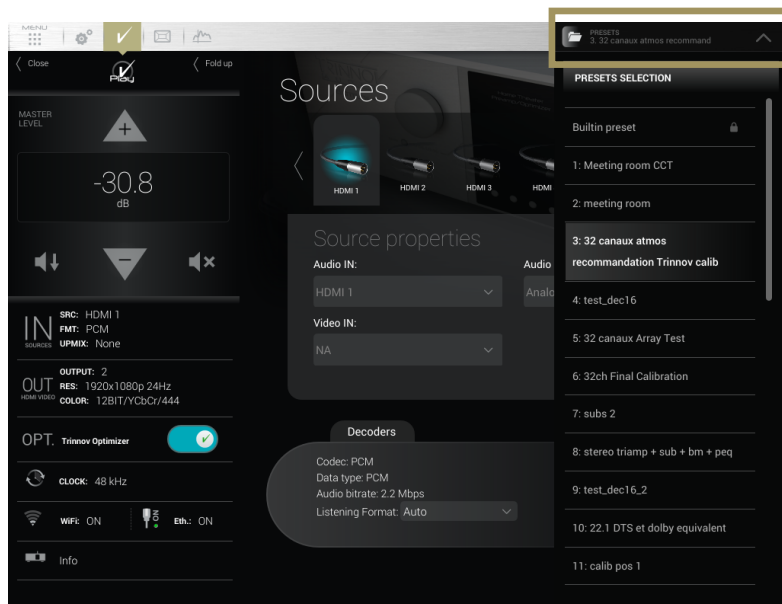 MENU
PRESETS
3. 32 canaux atmos recommand
Close
Play
Fold up
MASTER
LEVEL
-30.8
dB
IN
SOURCES
SRC: HDMI 1
FMT: PCM
UPMIX: None
OUT
HDMI VIDEO
OUTPUT: 2
RES: 1920x1080p 24Hz
COLOR: 12BIT/YCbCr/444
OPT. Trinnov Optimizer
CLOCK: 48 kHz
WiFi: ON
NO
Eth.: ON
Info
Sources
HDMI 1
HDMI 2
HDMI 3
HDMI
Source properties
Audio IN:
Audio
HDMI 1
Analo
Video IN:
NA
Decoders
Codec: PCM
Data type: PCM
Audio bitrate: 2.2 Mbps
Listening Format: Auto
PRESETS SELECTION
Builtin preset
1: Meeting room CCT
2: meeting room
3: 32 canaux atmos
recommandation Trinnov calib
4: test_dec16
5: 32 canaux Array Test
6: 32ch Final Calibration
7: subs 2
8: stereo triamp + sub + bm + peq
9: test_dec16_2
10: 22.1 DTS et dolby equivalent
11: calib pos 1